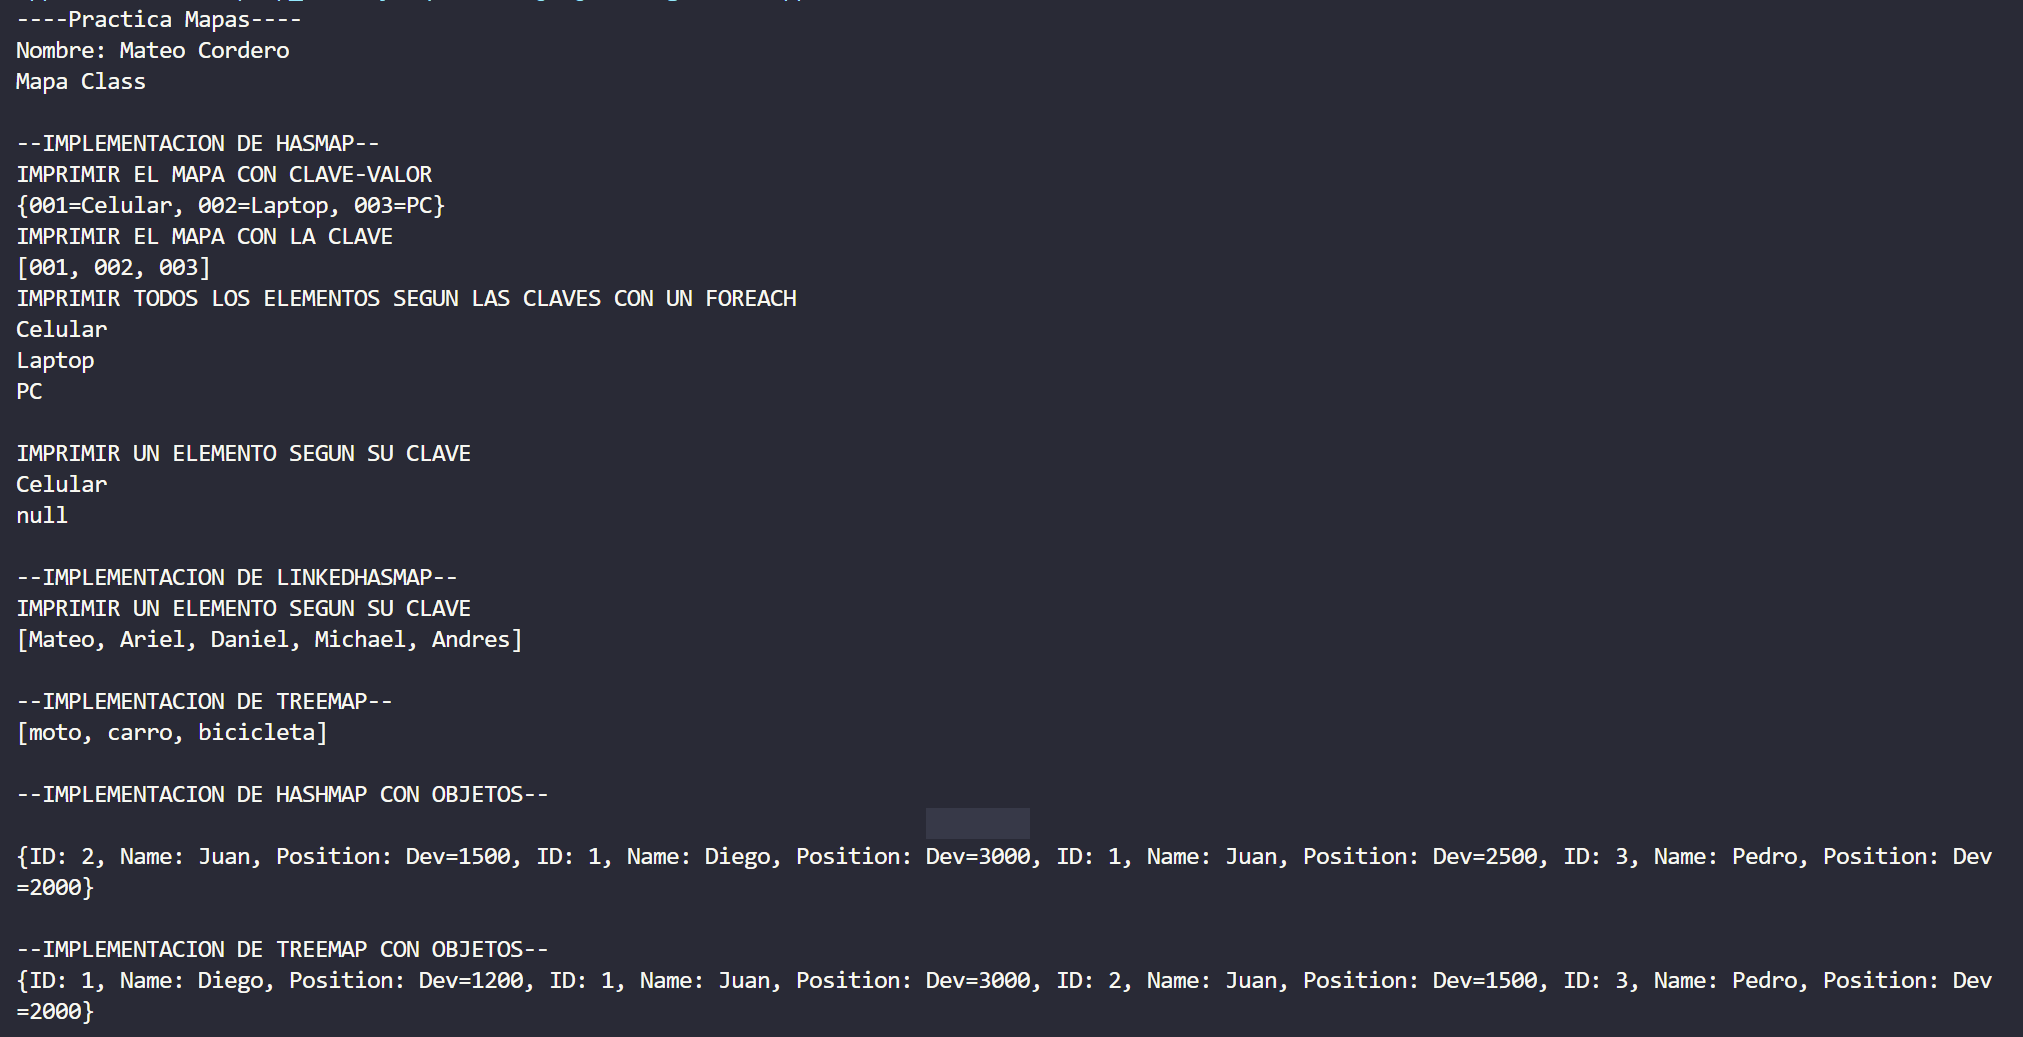 ----Practica Mapas----
Nombre: Mateo Cordero
Mapa Class
--IMPLEMENTACION DE HASMAP--
IMPRIMIR EL MAPA CON CLAVE-VALOR
{001=Celular, 002=Laptop, 003=PC}
IMPRIMIR EL MAPA CON LA CLAVE
[001, 002, 003]
IMPRIMIR TODOS LOS ELEMENTOS SEGUN LAS CLAVES CON UN FOREACH
Celular
Laptop
PC
IMPRIMIR UN ELEMENTO SEGUN SU CLAVE
Celular
null
--IMPLEMENTACION DE LINKEDHASMAP--
IMPRIMIR UN ELEMENTO SEGUN SU CLAVE
[Mateo, Ariel, Daniel, Michael, Andres]
--IMPLEMENTACION DE TREEMAP--
[moto, carro, bicicleta]
--IMPLEMENTACION DE HASHMAP CON OBJETOS--
{ID: 2, Name: Juan, Position: Dev=1500, ID: 1, Name: Diego, Position: Dev=3000, ID: 1, Name: Juan, Position: Dev=2500, ID: 3, Name: Pedro, Position: Dev
=2000}
--IMPLEMENTACION DE TREEMAP CON OBJETOS--
{ID: 1, Name: Diego, Position: Dev=1200, ID: 1, Name: Juan, Position: Dev=3000, ID: 2, Name: Juan, Position: Dev=1500, ID: 3, Name: Pedro, Position: Dev
=2000}